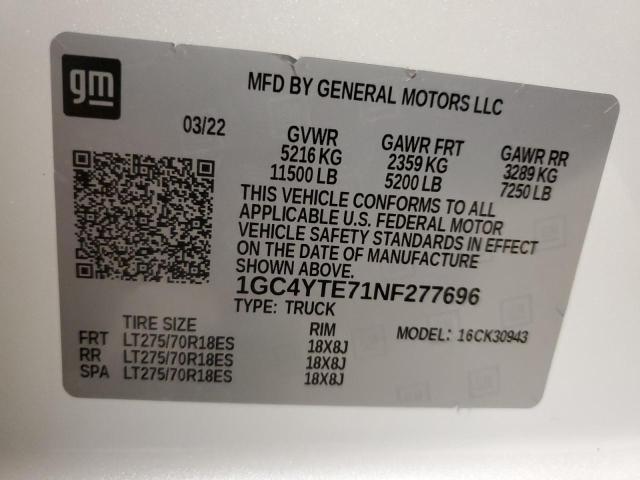 gm
MFD BY GENERAL MOTORS LLC
03/22
GVWR
5216 KG
11500 LB
GAWR FRT
2359 KG
5200 LB
GAWR RR
3289 KG
7250 LB
THIS VEHICLE CONFORMS TO ALL
APPLICABLE U.S. FEDERAL MOTOR
VEHICLE SAFETY STANDARDS IN EFFECT
ON THE DATE OF MANUFACTURE
SHOWN ABOVE.
1GC4YTE71NF277696
TYPE: TRUCK
MODEL: 16CK30943
TIRE SIZE RIM
FRT LT275/70R18ES 18X8J
RR LT275/70R18ES 18X8J
SPA LT275/70R18ES 18X8J